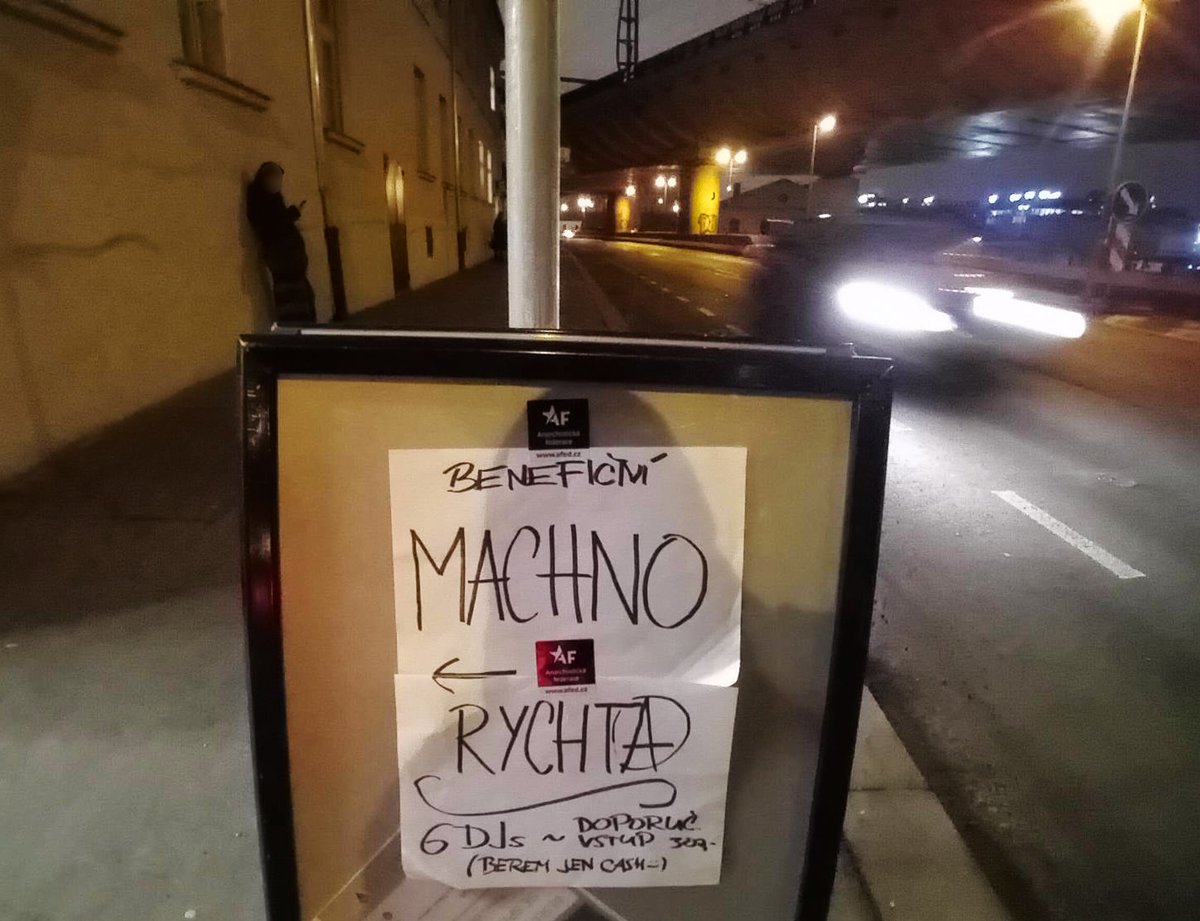 AF
Anarchistická
federace
www.afed.cz
BENEFIČNÍ
MACHNO
←
AF
Anarchistická
federace
www.afed.cz
RYCHTA
6 DJs ~ DOPORUČ.
VSTUP
(BEREM JEN CASH-)